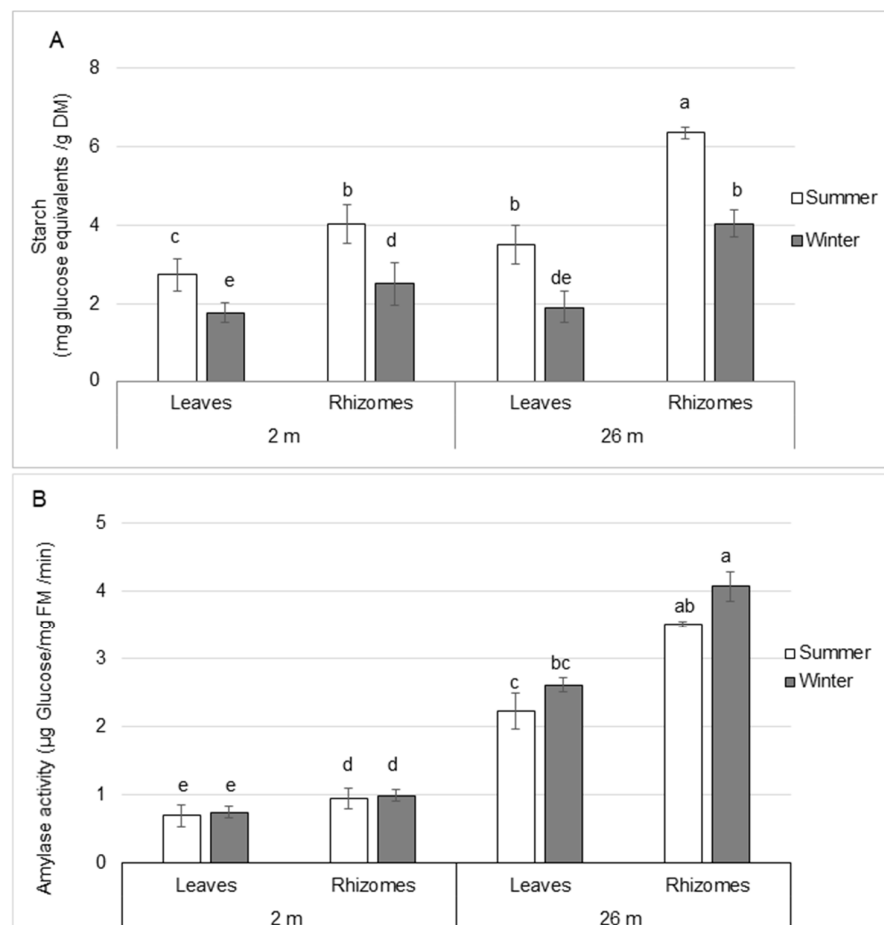 A
Starch
(mg glucose equivalents /g DM)
8
6
4
2
0
c
e
b
d
b
de
a
b
Summer
Winter
Leaves Rhizomes Leaves Rhizomes
2 m 26 m
B
Amylase activity (µg Glucose/mg FM /min)
5
4
3
2
1
0
e
e
d
d
c
bc
ab
a
Summer
Winter
Leaves Rhizomes Leaves Rhizomes
2 m 26 m